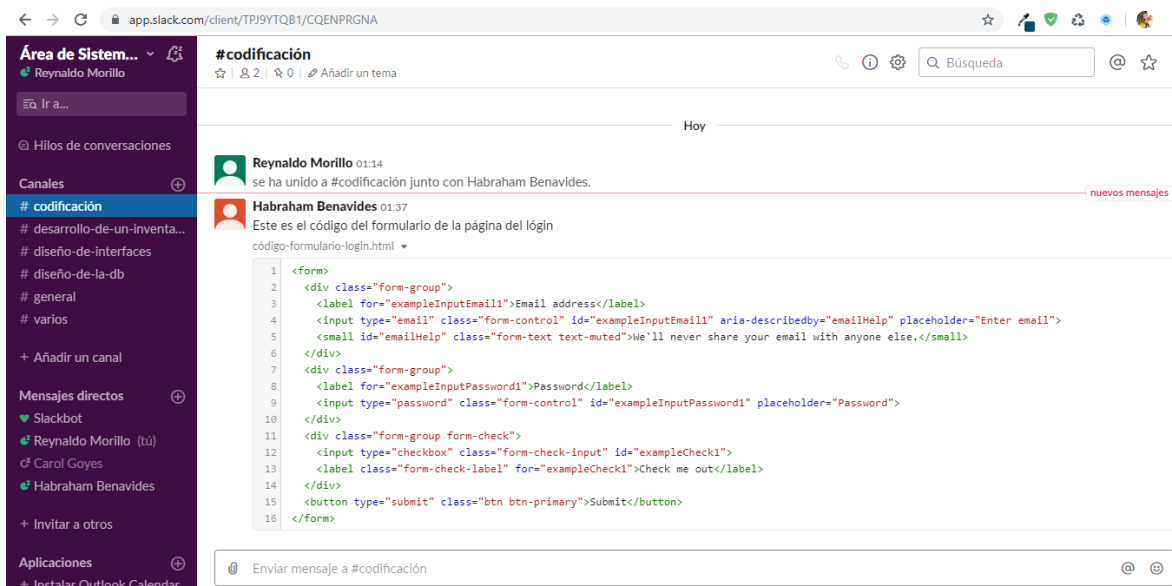 app.slack.com/client/TPJ9YTQB1/CQENPRGNA
Área de Sistem...
Reynaldo Morillo
Ir a...
Hilos de conversaciones
Canales
# codificación
# desarrollo-de-un-inventa...
# diseño-de-interfaces
# diseño-de-la-db
# general
# varios
+ Añadir un canal
Mensajes directos
Slackbot
Reynaldo Morillo (tú)
Carol Goyes
Habraham Benavides
+ Invitar a otros
Aplicaciones
+ Instalar Outlook Calendar
#codificación
2 | 0 | Añadir un tema
Búsqueda
Hoy
Reynaldo Morillo 01:14
se ha unido a #codificación junto con Habraham Benavides.
nuevos mensajes
Habraham Benavides 01:37
Este es el código del formulario de la página del lógin
código-formulario-login.html
1 <form>
2 <div class="form-group">
3 <label for="exampleInputEmail1">Email address</label>
4 <input type="email" class="form-control" id="exampleInputEmail1" aria-describedby="emailHelp" placeholder="Enter email">
5 <small id="emailHelp" class="form-text text-muted">We'll never share your email with anyone else.</small>
6 </div>
7 <div class="form-group">
8 <label for="exampleInputPassword1">Password</label>
9 <input type="password" class="form-control" id="exampleInputPassword1" placeholder="Password">
10 </div>
11 <div class="form-group form-check">
12 <input type="checkbox" class="form-check-input" id="exampleCheck1">
13 <label class="form-check-label" for="exampleCheck1">Check me out</label>
14 </div>
15 <button type="submit" class="btn btn-primary">Submit</button>
16 </form>
Enviar mensaje a #codificación